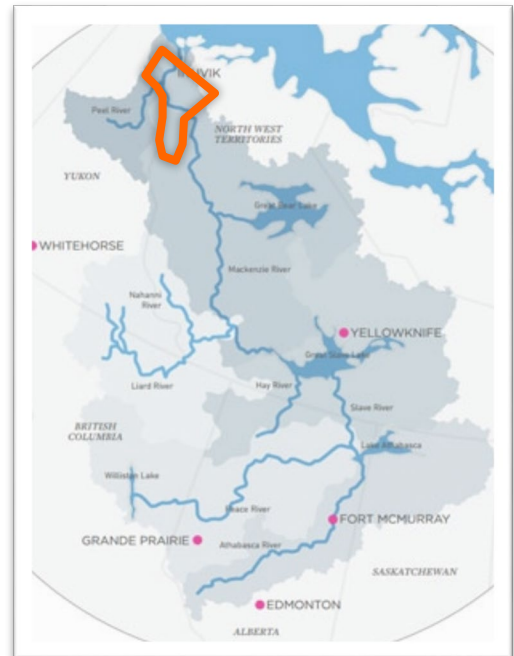 INUVIK
Peel River
NORTH WEST
TERRITORIES
YUKON
Great Bear Lake
WHITEHORSE
Mackenzie River
Nahanni
River
YELLOWKNIFE
Great Slave Lake
Hay River
Liard River
Slave River
BRITISH
COLUMBIA
Lake Athabasca
Williston Lake
Peace River
FORT MCMURRAY
GRANDE PRAIRIE
Athabasca River
SASKATCHEWAN
EDMONTON
ALBERTA